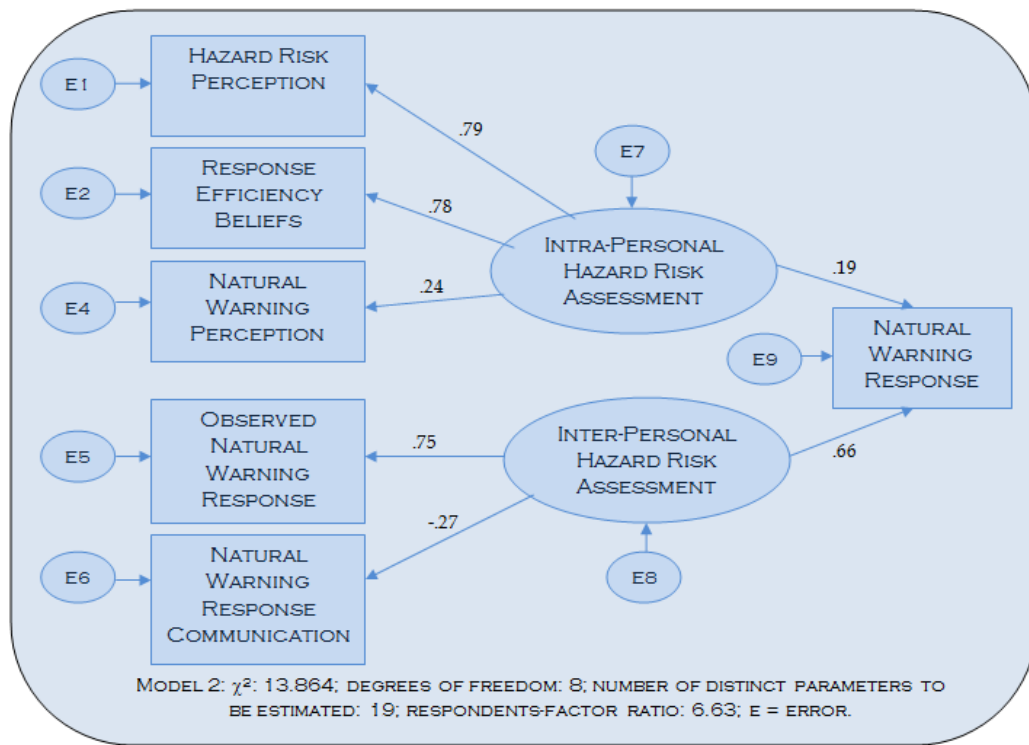 E1
HAZARD RISK
PERCEPTION
.79
E7
E2
RESPONSE
EFFICIENCY
BELIEFS
.78
INTRA-PERSONAL
HAZARD RISK
ASSESSMENT
.19
E4
NATURAL
WARNING
PERCEPTION
.24
E9
NATURAL
WARNING
RESPONSE
E5
OBSERVED
NATURAL
WARNING
RESPONSE
.75
INTER-PERSONAL
HAZARD RISK
ASSESSMENT
.66
E6
NATURAL
WARNING
RESPONSE
COMMUNICATION
-.27
E8
MODEL 2: χ²: 13.864; DEGREES OF FREEDOM: 8; NUMBER OF DISTINCT PARAMETERS TO
BE ESTIMATED: 19; RESPONDENTS-FACTOR RATIO: 6.63; E = ERROR.